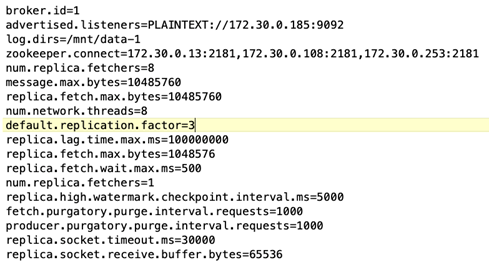 broker.id=1
advertised.listeners=PLAINTEXT://172.30.0.185:9092
log.dirs=/mnt/data-1
zookeeper.connect=172.30.0.13:2181,172.30.0.108:2181,172.30.0.253:2181
num.replica.fetchers=8
message.max.bytes=10485760
replica.fetch.max.bytes=10485760
num.network.threads=8
default.replication.factor=3
replica.lag.time.max.ms=100000000
replica.fetch.max.bytes=1048576
replica.fetch.wait.max.ms=500
num.replica.fetchers=1
replica.high.watermark.checkpoint.interval.ms=5000
fetch.purgatory.purge.interval.requests=1000
producer.purgatory.purge.interval.requests=1000
replica.socket.timeout.ms=30000
replica.socket.receive.buffer.bytes=65536